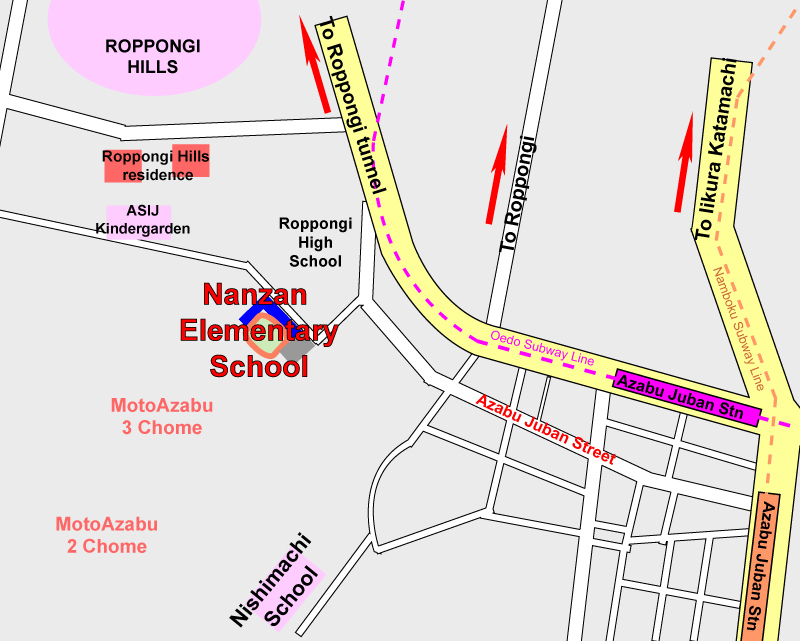 ROPPONGI
HILLS
To Roppongi tunnel
To Roppongi
To Iikura Katamachi
Roppongi Hills
residence
ASIJ
Kindergarden
Roppongi
High
School
Nanzan
Elementary
School
Namboku Subway Line
Oedo Subway Line
Azabu Juban Stn
Azabu Juban Street
MotoAzabu
3 Chome
MotoAzabu
2 Chome
Nishimachi
School
Azabu Juban Stn